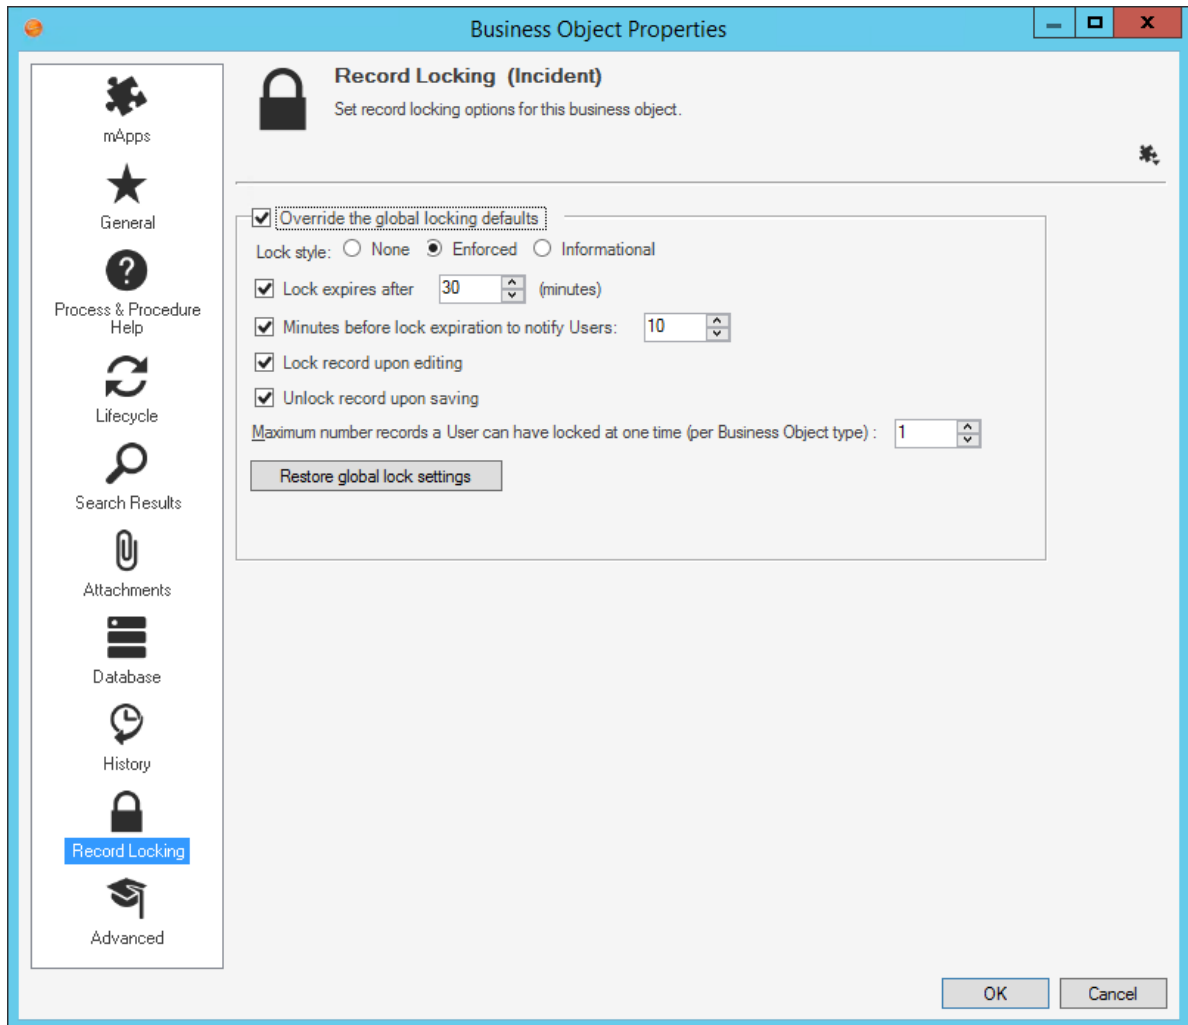 Business Object Properties
X
mApps
General
Process & Procedure
Help
Lifecycle
Search Results
Attachments
Database
History
Record Locking
Advanced
Record Locking (Incident)
Set record locking options for this business object.
Override the global locking defaults
Lock style: None Enforced Informational
Lock expires after 30 (minutes)
Minutes before lock expiration to notify Users: 10
Lock record upon editing
Unlock record upon saving
Maximum number records a User can have locked at one time (per Business Object type) : 1
Restore global lock settings
OK Cancel